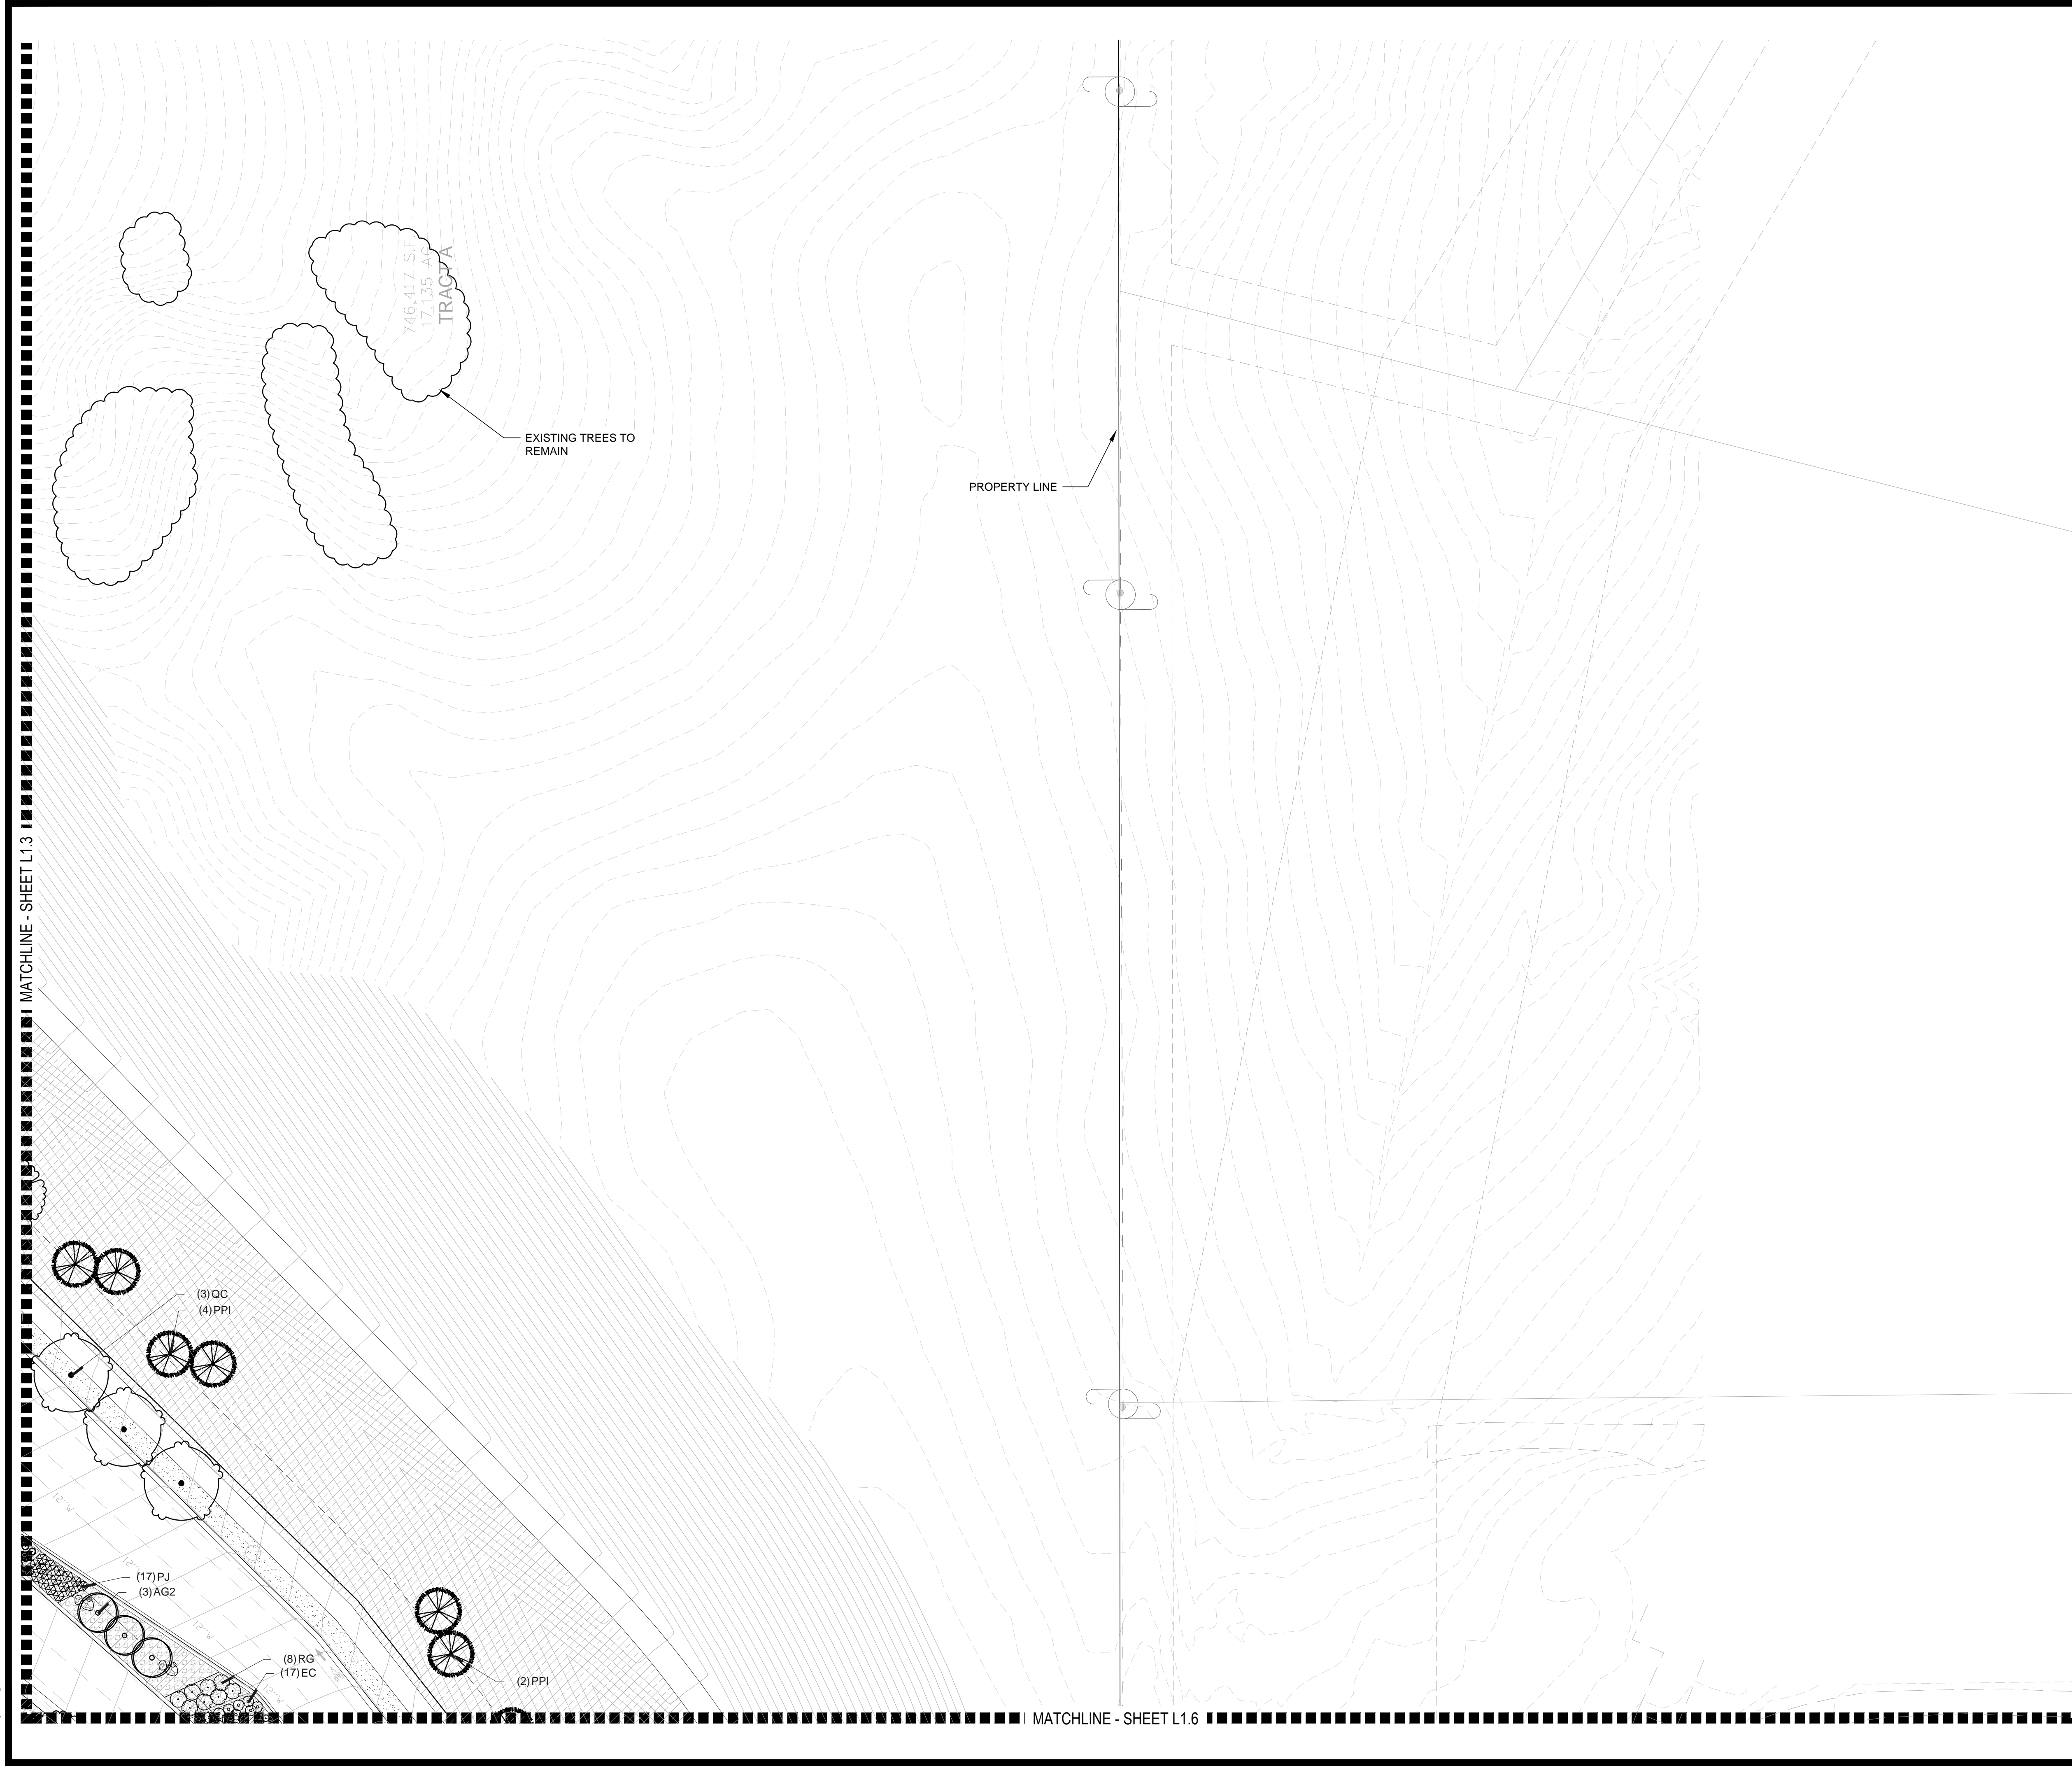 746,417 S.F.
17.135 AC
TRACT A
EXISTING TREES TO
REMAIN
PROPERTY LINE
MATCHLINE - SHEET L1.3
(3) QC
(4) PPI
(17) PJ
(3) AG2
(8) RG
(17) EC
(2) PPI
MATCHLINE - SHEET L1.6